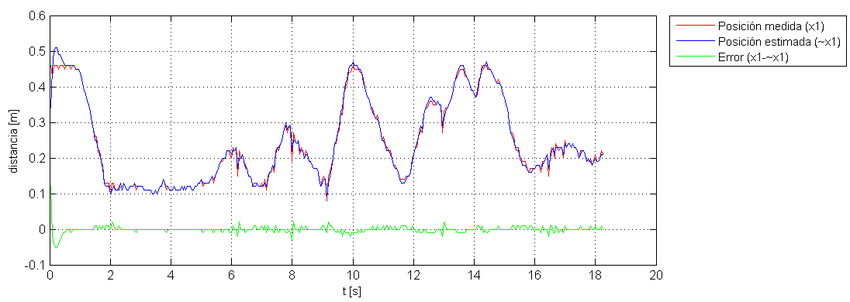 0.6
0.5
0.4
0.3
0.2
0.1
0
-0.1
distancia [m]
0 2 4 6 8 10 12 14 16 18 20
t [s]
Posición medida (x1)
Posición estimada (~x1)
Error (x1-~x1)